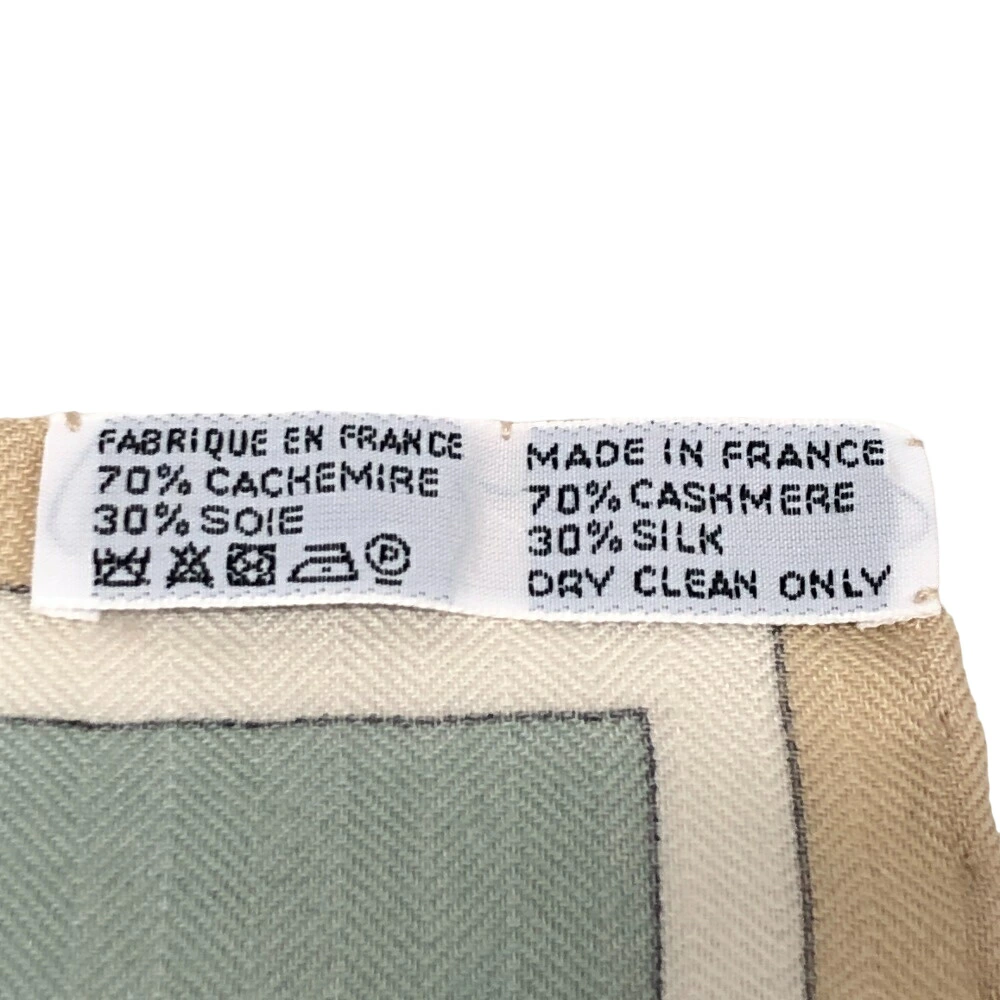 FABRIQUE EN FRANCE
70% CACHEMIRE
30% SOIE
P
MADE IN FRANCE
70% CASHMERE
30% SILK
DRY CLEAN ONLY